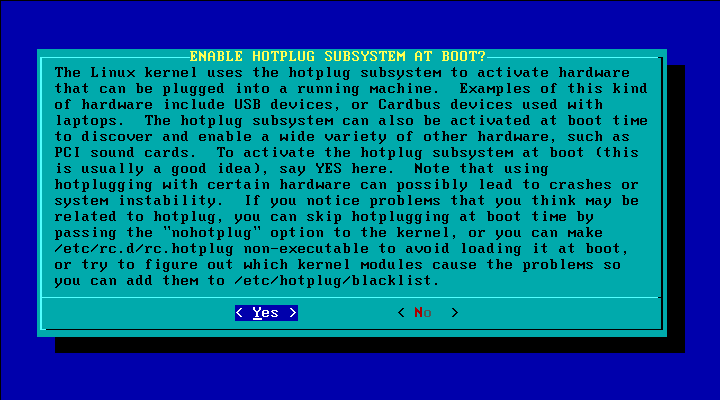 ENABLE HOTPLUG SUBSYSTEM AT BOOT?
The Linux kernel uses the hotplug subsystem to activate hardware
that can be plugged into a running machine.  Examples of this kind
of hardware include USB devices, or Cardbus devices used with
laptops.  The hotplug subsystem can also be activated at boot time
to discover and enable a wide variety of other hardware, such as
PCI sound cards.  To activate the hotplug subsystem at boot (this
is usually a good idea), say YES here.  Note that using
hotplugging with certain hardware can possibly lead to crashes or
system instability.  If you notice problems that you think may be
related to hotplug, you can skip hotplugging at boot time by
passing the "nohotplug" option to the kernel, or you can make
/etc/rc.d/rc.hotplug non-executable to avoid loading it at boot,
or try to figure out which kernel modules cause the problems so
you can add them to /etc/hotplug/blacklist.
< Yes > < No >